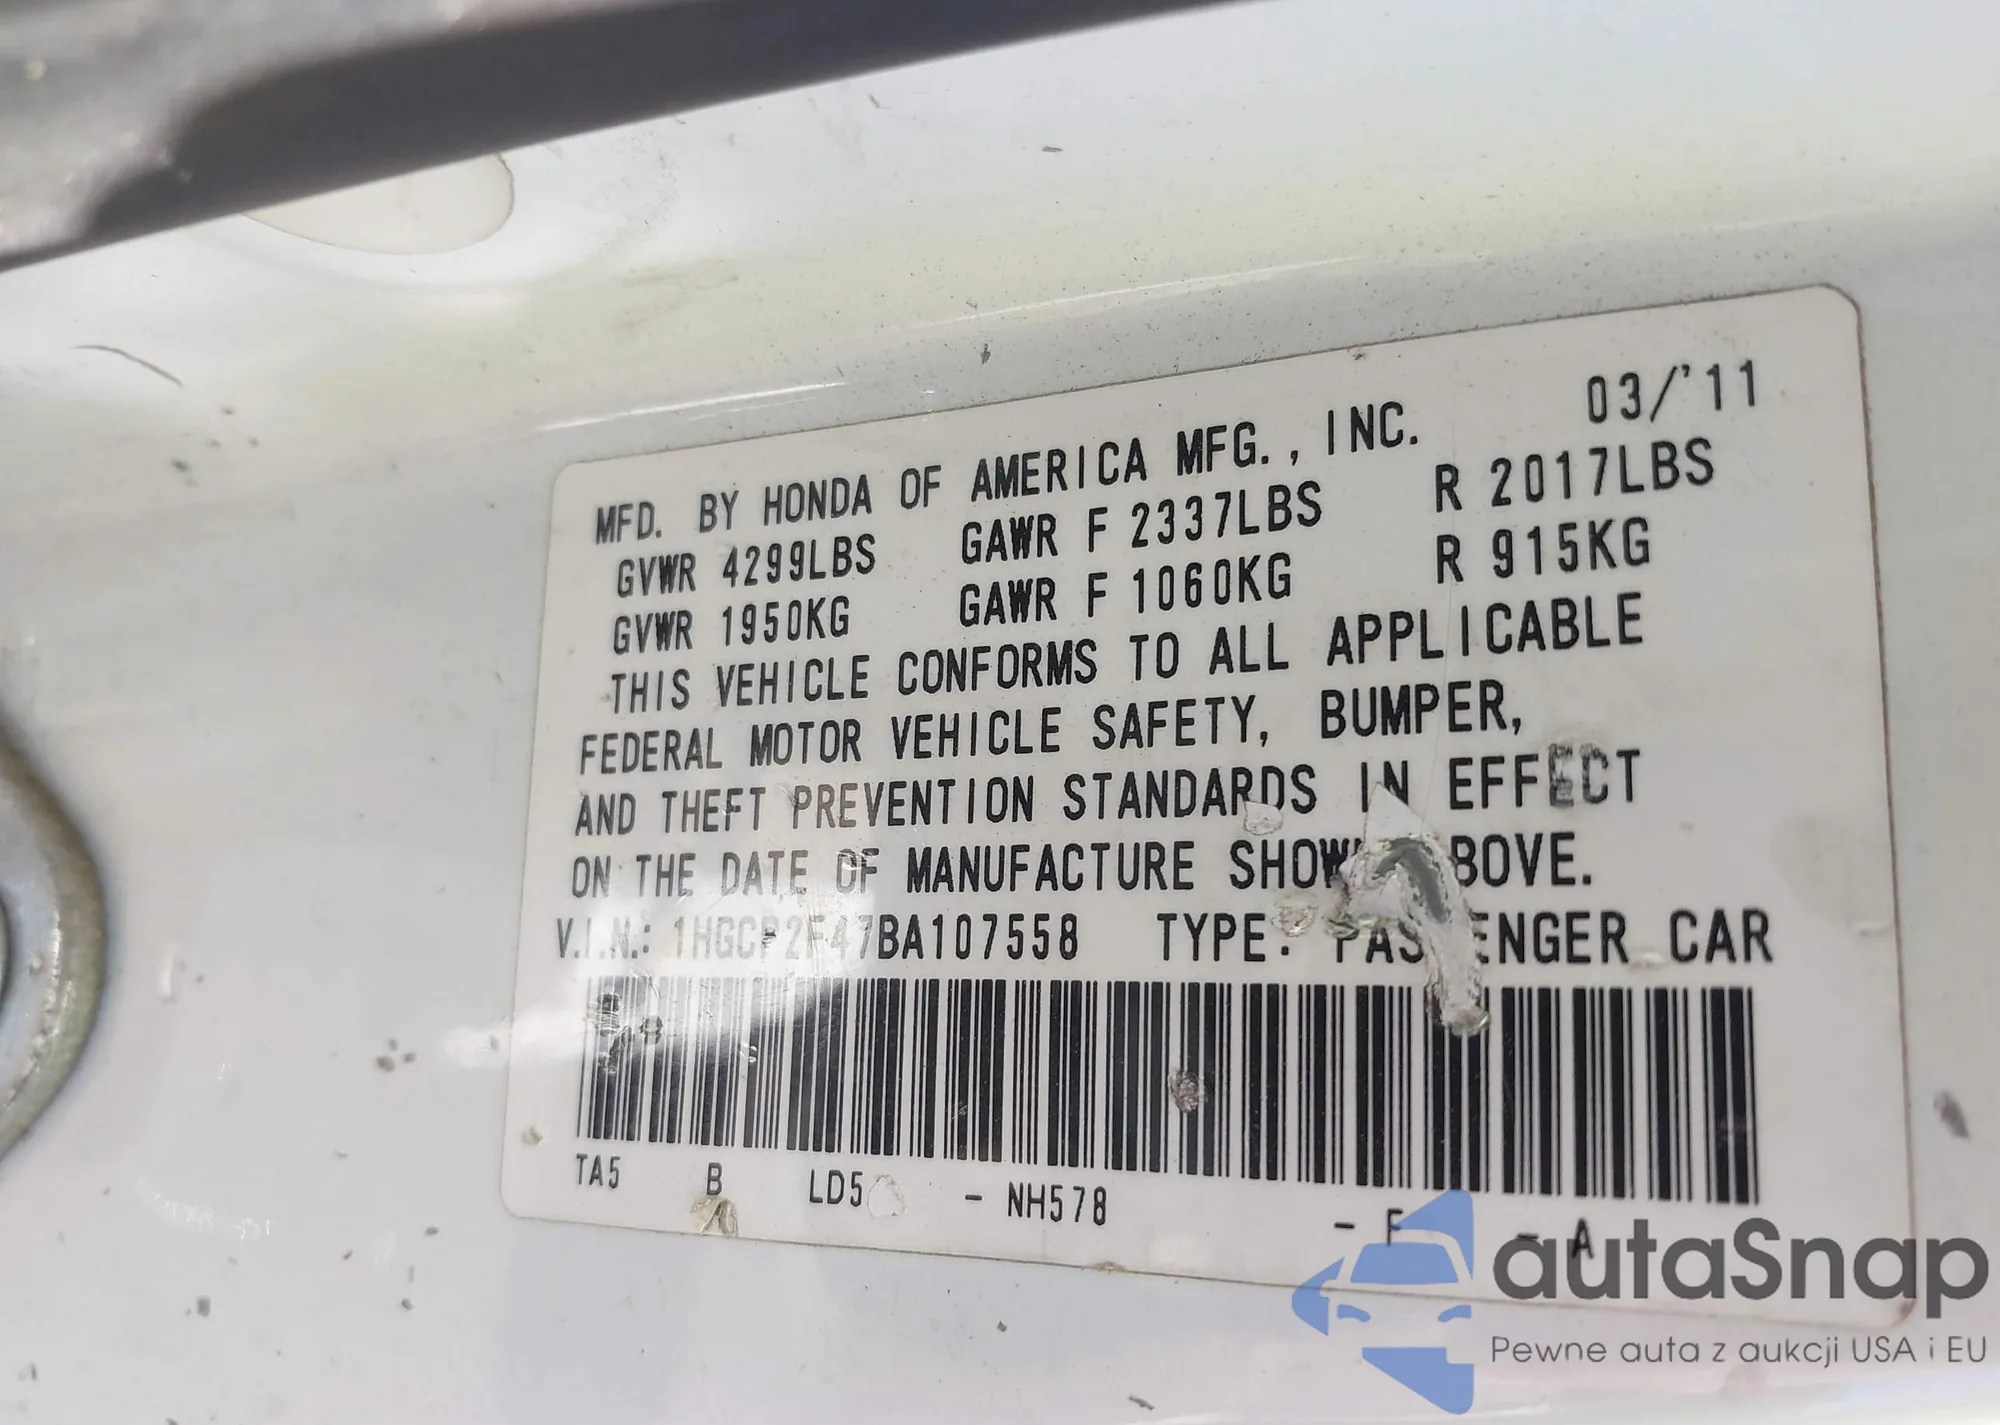 03/'11
MFD. BY HONDA OF AMERICA MFG., INC.
GVWR 4299LBS GAWR F 2337LBS R 2017LBS
GVWR 1950KG GAWR F 1060KG R 915KG
THIS VEHICLE CONFORMS TO ALL APPLICABLE
FEDERAL MOTOR VEHICLE SAFETY, BUMPER,
AND THEFT PREVENTION STANDARDS IN EFFECT
ON THE DATE OF MANUFACTURE SHOWN ABOVE.
V.I.N.: 1HGCP2F47BA107558 TYPE: PASSENGER CAR
TA5 B LD5 - NH578 - F - A
autaSnap
Pewne auta z aukcji USA i EU